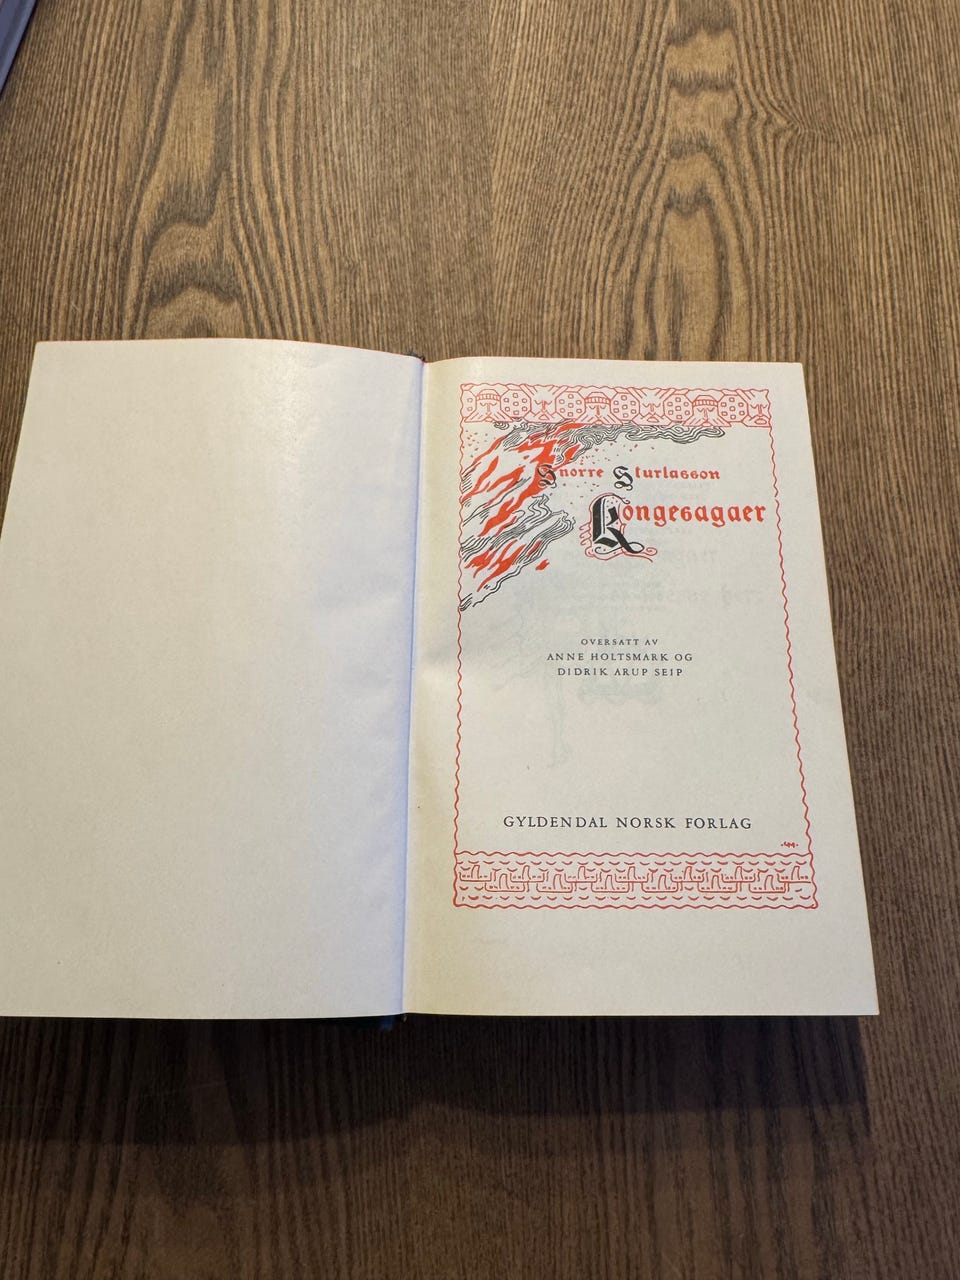 Snorre Sturlasson
Kongesagaer
OVERSATT AV
ANNE HOLTSMARK OG
DIDRIK ARUP SEIP
GYLDENDAL NORSK FORLAG